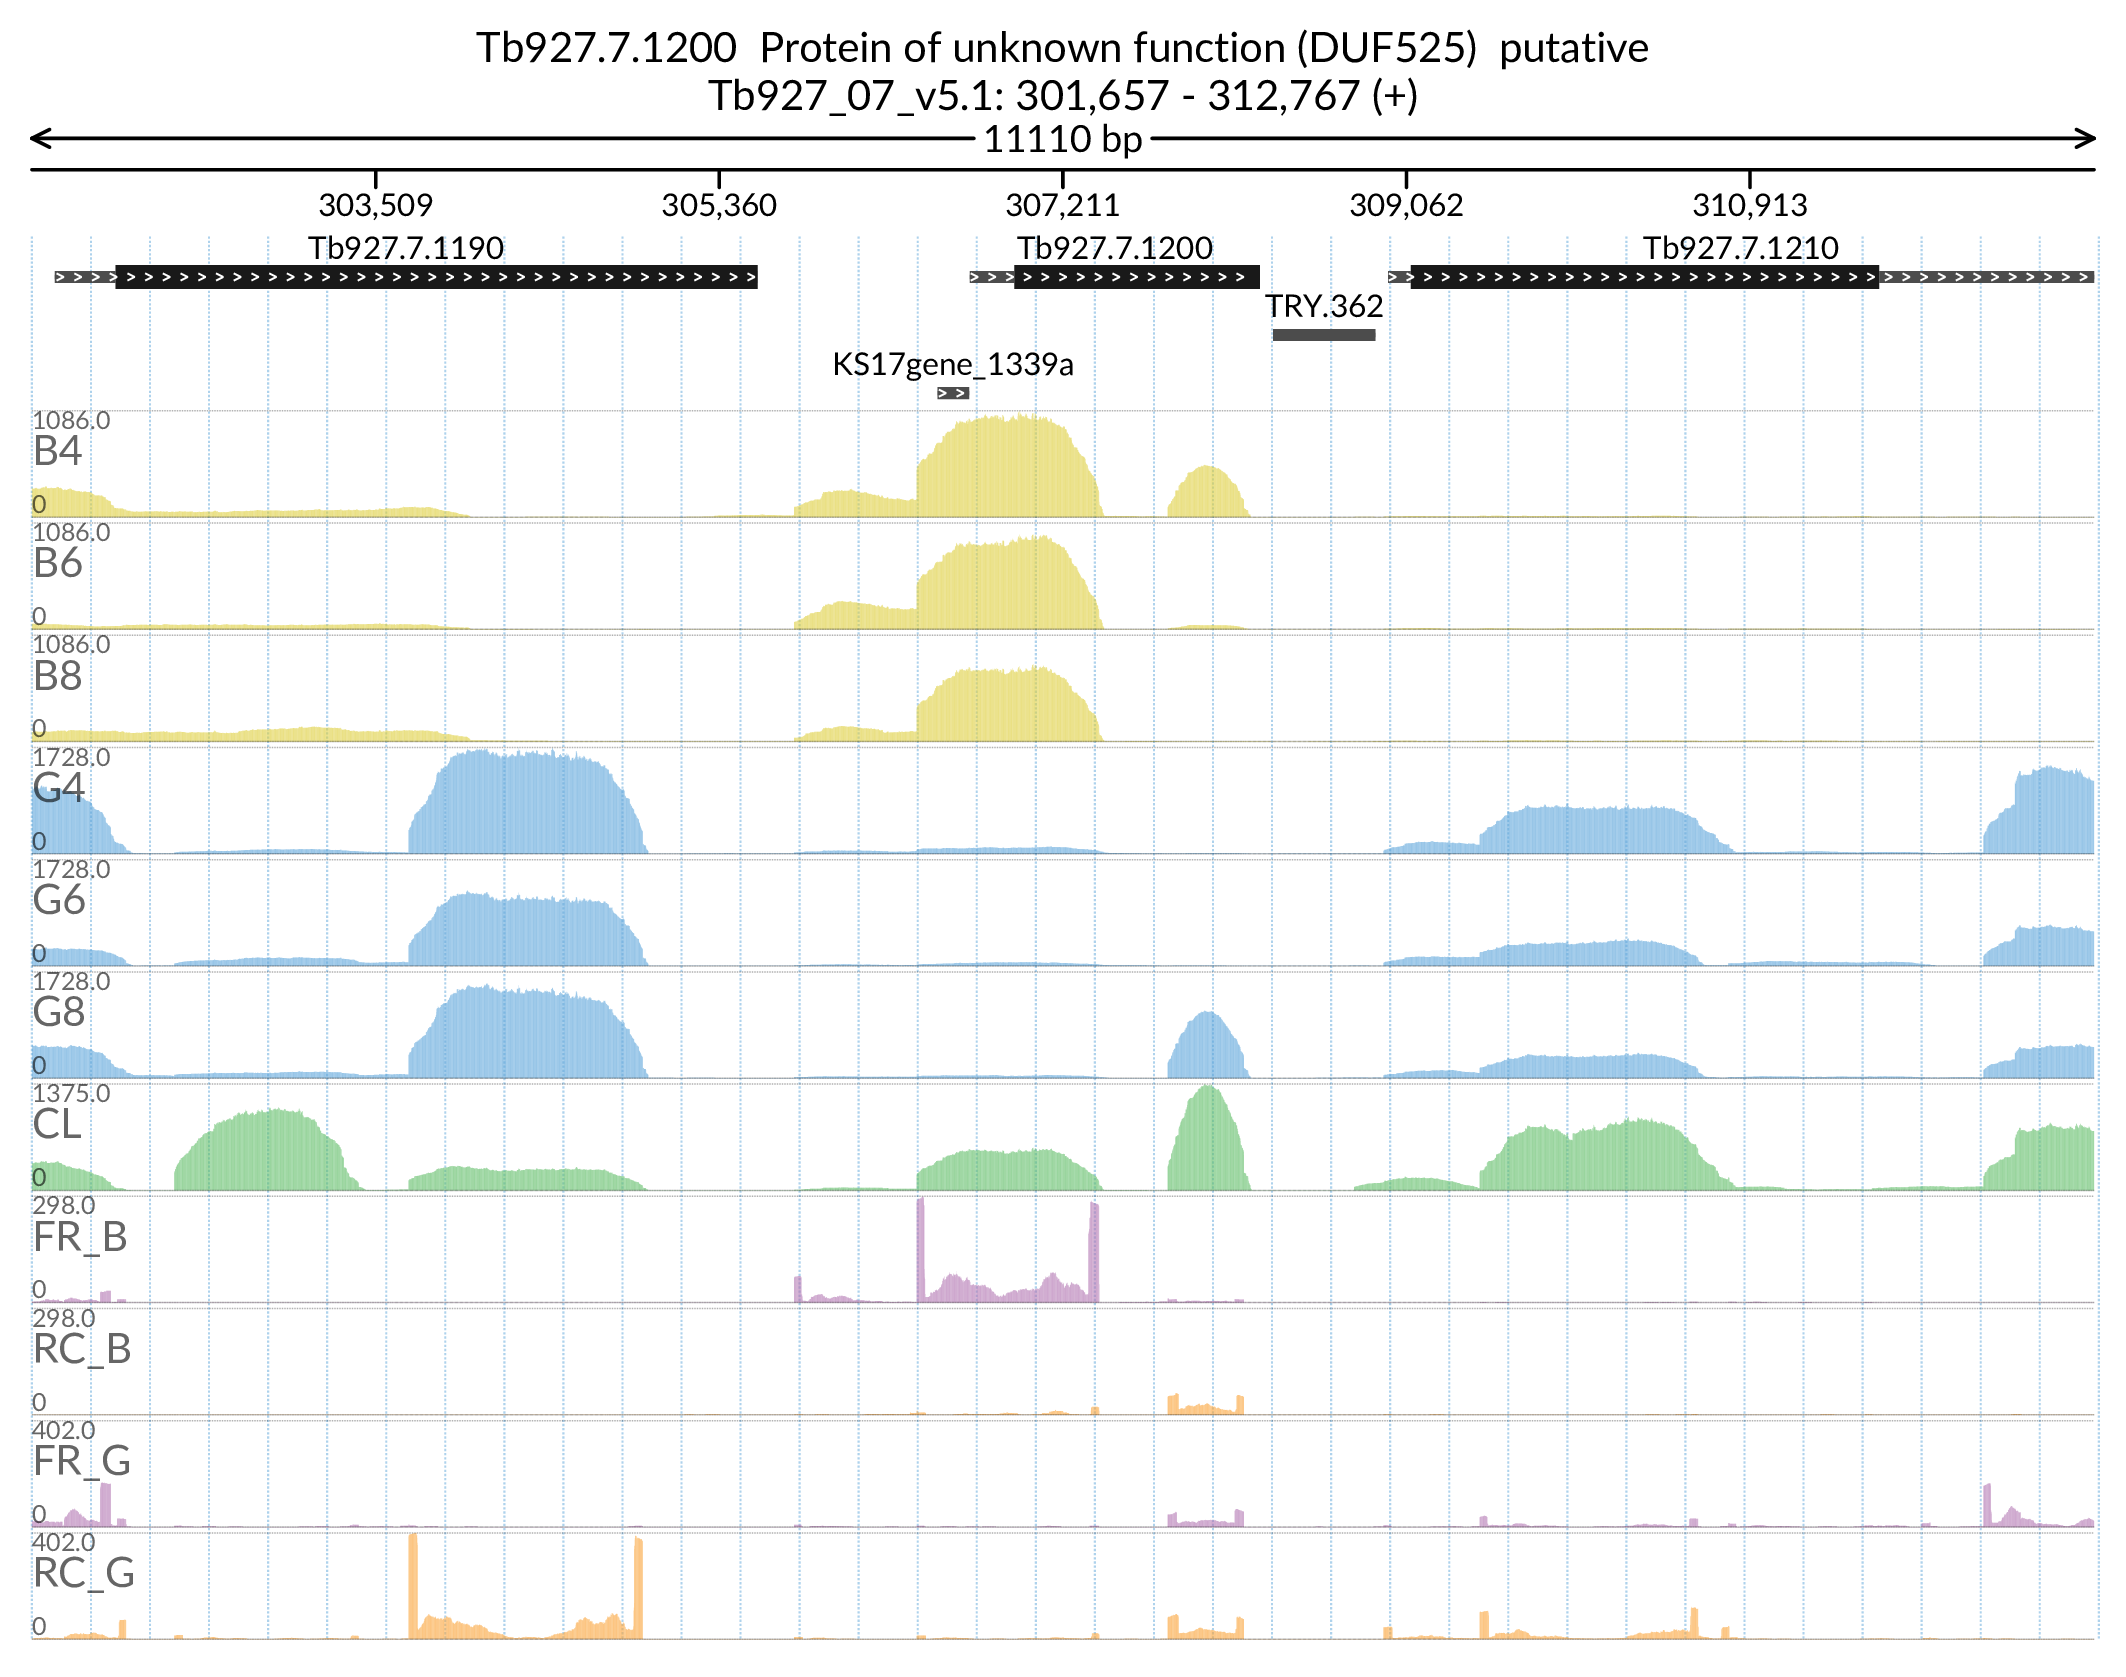 Tb927.7.1200  Protein of unknown function (DUF525)  putative
Tb927_07_v5.1: 301,657 - 312,767 (+)
11110 bp
303,509 305,360 307,211 309,062 310,913
Tb927.7.1190 Tb927.7.1200 Tb927.7.1210
TRY.362
KS17gene_1339a
1086.0
B4
0
1086.0
B6
0
1086.0
B8
0
1728.0
G4
0
1728.0
G6
0
1728.0
G8
0
1375.0
CL
0
298.0
FR_B
0
298.0
RC_B
0
402.0
FR_G
0
402.0
RC_G
0